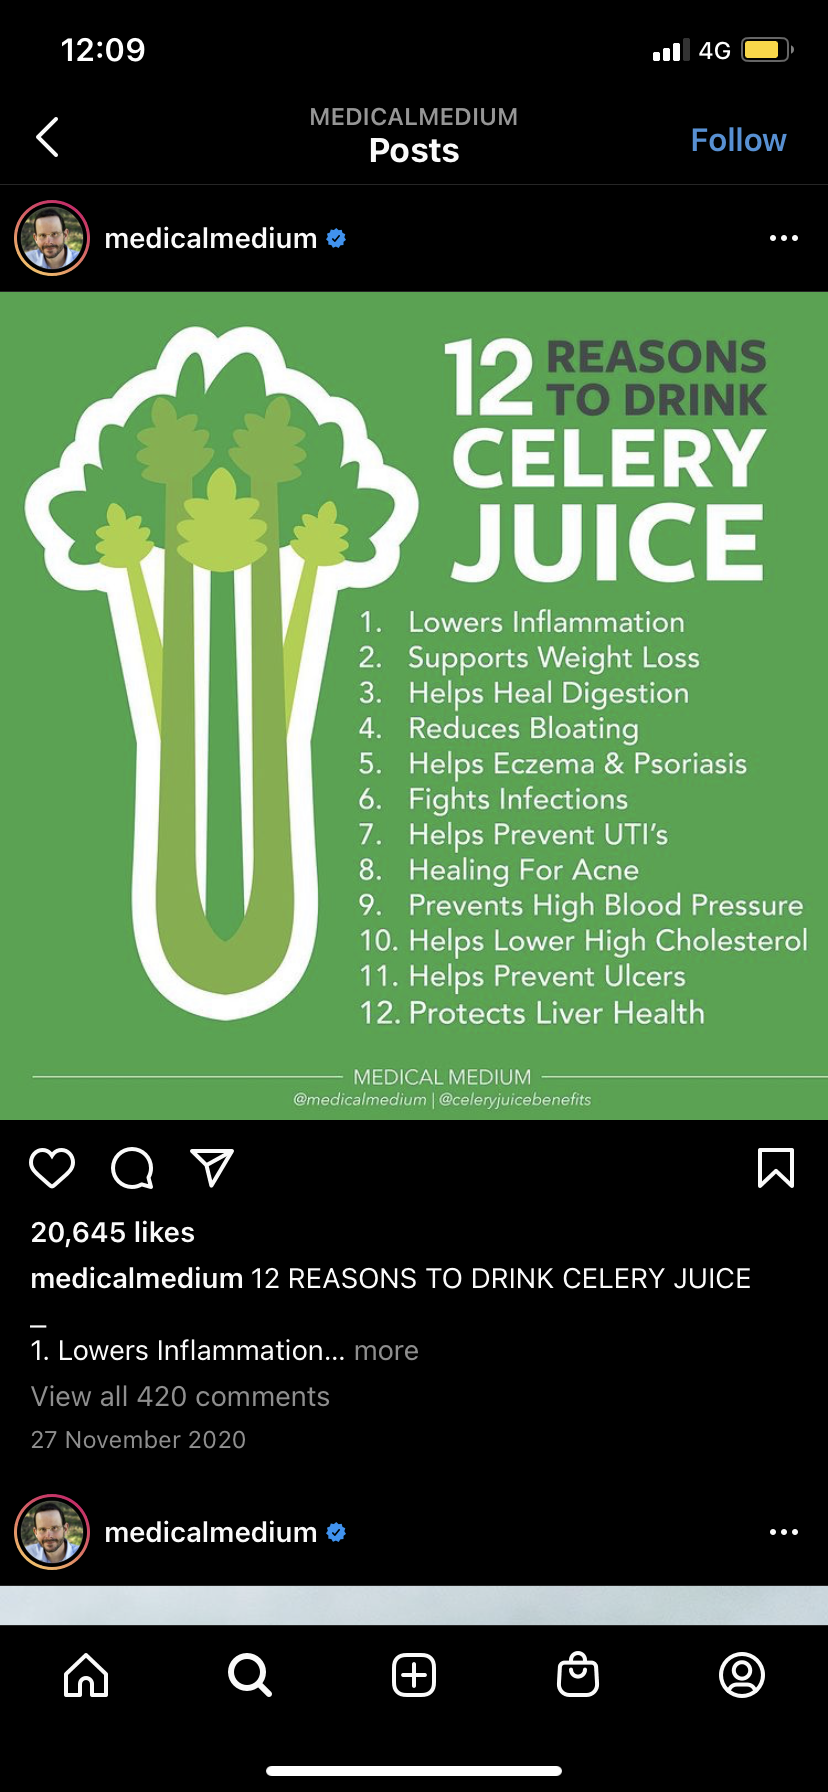 12:09
4G
MEDICALMEDIUM
Posts
Follow
medicalmedium
12 REASONS
TO DRINK
CELERY
JUICE
1. Lowers Inflammation
2. Supports Weight Loss
3. Helps Heal Digestion
4. Reduces Bloating
5. Helps Eczema & Psoriasis
6. Fights Infections
7. Helps Prevent UTI's
8. Healing For Acne
9. Prevents High Blood Pressure
10. Helps Lower High Cholesterol
11. Helps Prevent Ulcers
12. Protects Liver Health
MEDICAL MEDIUM
@medicalmedium | @celeryjuicebenefits
20,645 likes
medicalmedium 12 REASONS TO DRINK CELERY JUICE
_
1. Lowers Inflammation... more
View all 420 comments
27 November 2020
medicalmedium